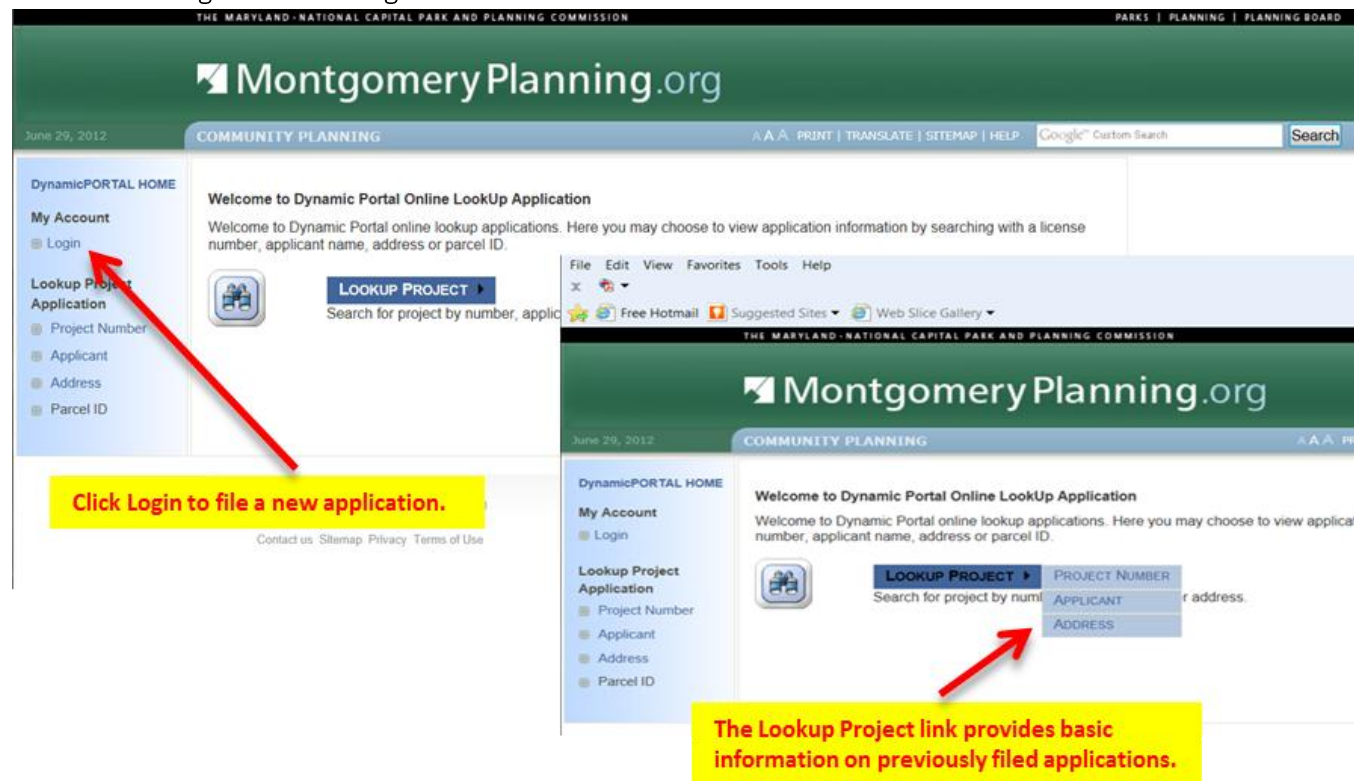 THE MARYLAND-NATIONAL CAPITAL PARK AND PLANNING COMMISSION PARKS | PLANNING | PLANNING BOARD
MontgomeryPlanning.org
June 29, 2012 COMMUNITY PLANNING A A A PRINT | TRANSLATE | SITEMAP | HELP Google™ Custom Search Search
DynamicPORTAL HOME
My Account
Login
Lookup Project
Application
Project Number
Applicant
Address
Parcel ID
Welcome to Dynamic Portal Online LookUp Application
Welcome to Dynamic Portal online lookup applications. Here you may choose to view application information by searching with a license
number, applicant name, address or parcel ID.
LOOKUP PROJECT
Search for project by number, applic
Click Login to file a new application.
Contact us Sitemap Privacy Terms of Use
File Edit View Favorites Tools Help
x
Free Hotmail Suggested Sites Web Slice Gallery
THE MARYLAND-NATIONAL CAPITAL PARK AND PLANNING COMMISSION
MontgomeryPlanning.org
June 29, 2012 COMMUNITY PLANNING A A A PR
DynamicPORTAL HOME
My Account
Login
Lookup Project
Application
Project Number
Applicant
Address
Parcel ID
Welcome to Dynamic Portal Online LookUp Application
Welcome to Dynamic Portal online lookup applications. Here you may choose to view applicat
number, applicant name, address or parcel ID.
LOOKUP PROJECT PROJECT NUMBER
Search for project by num APPLICANT r address.
ADDRESS
The Lookup Project link provides basic
information on previously filed applications.